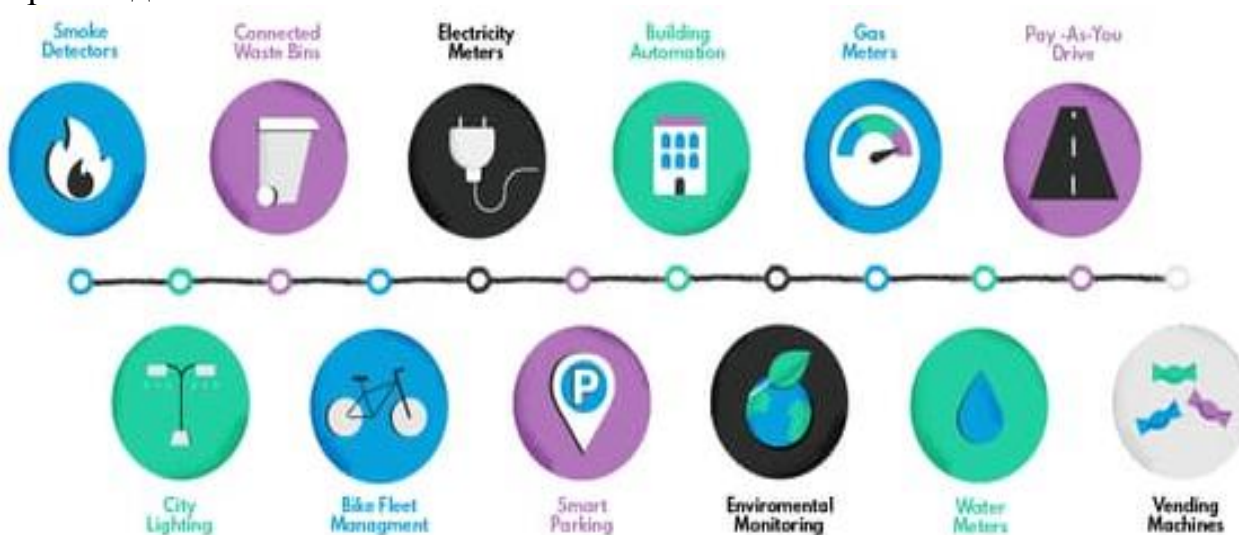 Smoke
Detectors
Connected
Waste Bins
Electricity
Meters
Building
Automation
Gas
Meters
Pay -As-You
Drive
P
City
Lighting
Bike Fleet
Managment
Smart
Parking
Enviromental
Monitoring
Water
Meters
Vending
Machines